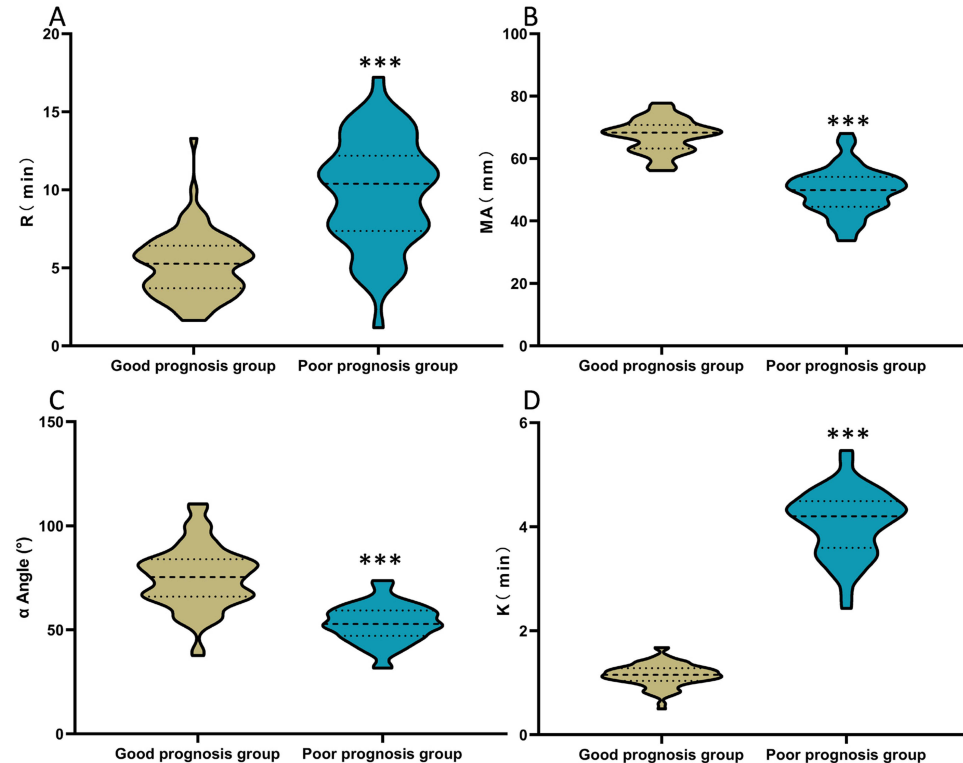 A
20
15
10
5
0
R（min）
***
Good prognosis group
Poor prognosis group
B
100
80
60
40
20
0
MA（mm）
***
Good prognosis group
Poor prognosis group
C
150
100
50
0
α Angle (°)
***
Good prognosis group
Poor prognosis group
D
6
4
2
0
K（min）
***
Good prognosis group
Poor prognosis group